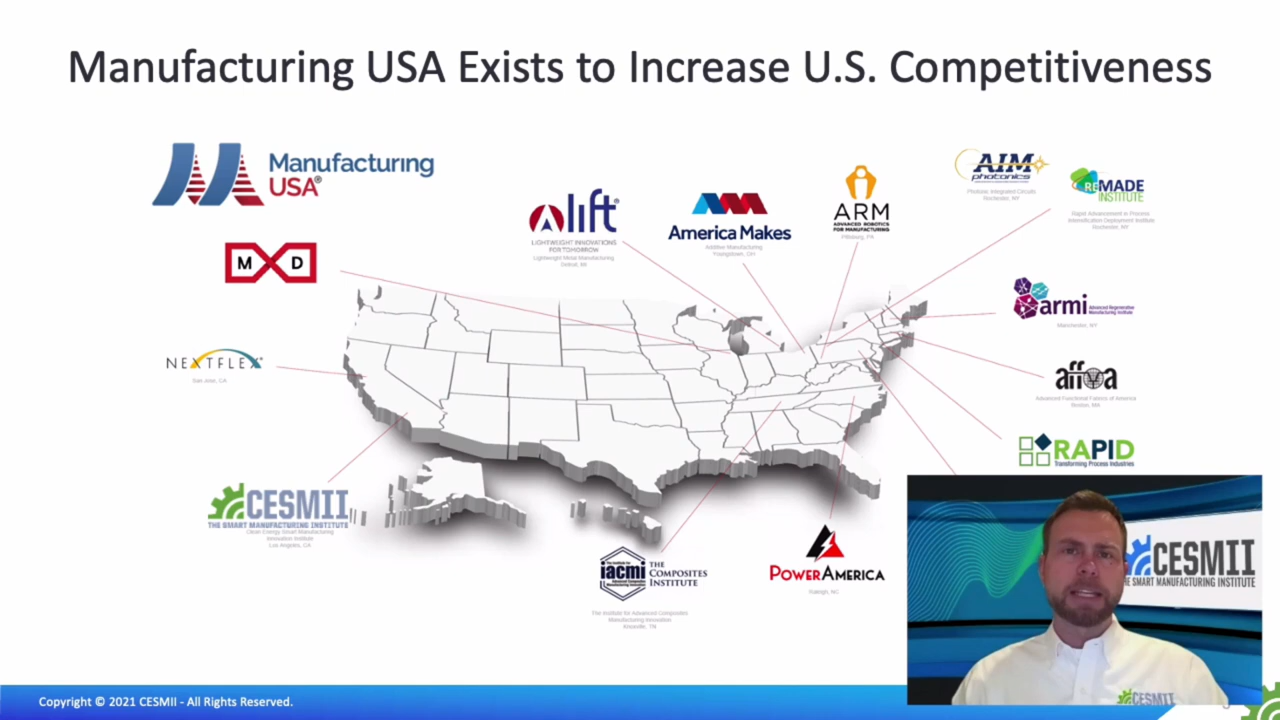 Manufacturing USA Exists to Increase U.S. Competitiveness
Manufacturing
USA®
M D
lift®
LIGHTWEIGHT INNOVATIONS
FOR TOMORROW
Lightweight Metal Manufacturing
Detroit, MI
America Makes
Additive Manufacturing
Youngstown, OH
ARM
ADVANCED ROBOTICS
FOR MANUFACTURING
Pittsburg, PA
AIM
photonics
Photonic Integrated Circuits
Rochester, NY
REMADE
INSTITUTE
Rapid Advancement in Process
Intensification Deployment Institute
Rochester, NY
armi Advanced Regenerative
Manufacturing Institute
Manchester, NY
NEXTFLEX®
San Jose, CA
affoa
Advanced Functional Fabrics of America
Boston, MA
RAPID
Transforming Process Industries
CESMII
THE SMART MANUFACTURING INSTITUTE
Clean Energy Smart Manufacturing
Innovation Institute
Los Angeles, CA
iacmi
THE
COMPOSITES
INSTITUTE
The Institute for Advanced Composites
Manufacturing Innovation
Knoxville, TN
POWERAMERICA
Raleigh, NC
CESMII
THE SMART MANUFACTURING INSTITUTE
CESMII
Copyright © 2021 CESMII - All Rights Reserved.